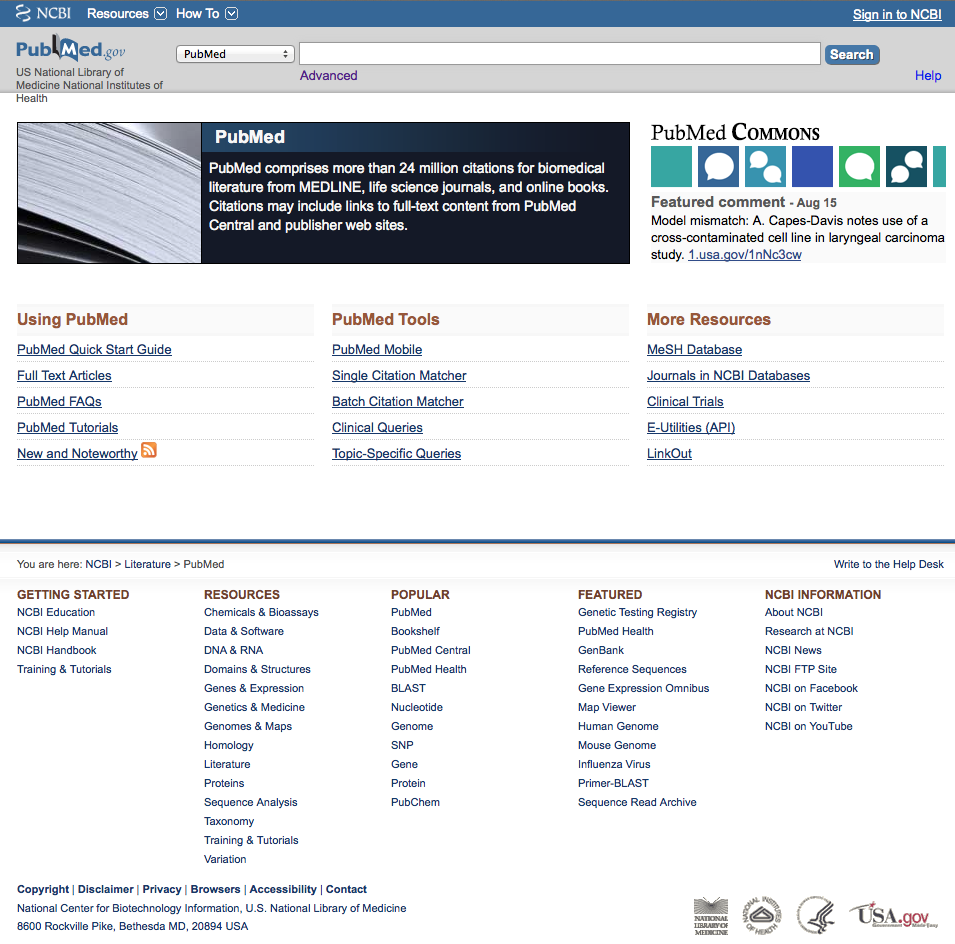 NCBI Resources How To Sign in to NCBI
PubMed.gov
US National Library of
Medicine National Institutes of
Health
PubMed
Search
Advanced
Help
PubMed
PubMed comprises more than 24 million citations for biomedical
literature from MEDLINE, life science journals, and online books.
Citations may include links to full-text content from PubMed
Central and publisher web sites.
PubMed Commons
Featured comment - Aug 15
Model mismatch: A. Capes-Davis notes use of a
cross-contaminated cell line in laryngeal carcinoma
study. 1.usa.gov/1nNc3cw
Using PubMed
PubMed Quick Start Guide
Full Text Articles
PubMed FAQs
PubMed Tutorials
New and Noteworthy
PubMed Tools
PubMed Mobile
Single Citation Matcher
Batch Citation Matcher
Clinical Queries
Topic-Specific Queries
More Resources
MeSH Database
Journals in NCBI Databases
Clinical Trials
E-Utilities (API)
LinkOut
You are here: NCBI > Literature > PubMed
Write to the Help Desk
GETTING STARTED
NCBI Education
NCBI Help Manual
NCBI Handbook
Training & Tutorials
RESOURCES
Chemicals & Bioassays
Data & Software
DNA & RNA
Domains & Structures
Genes & Expression
Genetics & Medicine
Genomes & Maps
Homology
Literature
Proteins
Sequence Analysis
Taxonomy
Training & Tutorials
Variation
POPULAR
PubMed
Bookshelf
PubMed Central
PubMed Health
BLAST
Nucleotide
Genome
SNP
Gene
Protein
PubChem
FEATURED
Genetic Testing Registry
PubMed Health
GenBank
Reference Sequences
Gene Expression Omnibus
Map Viewer
Human Genome
Mouse Genome
Influenza Virus
Primer-BLAST
Sequence Read Archive
NCBI INFORMATION
About NCBI
Research at NCBI
NCBI News
NCBI FTP Site
NCBI on Facebook
NCBI on Twitter
NCBI on YouTube
Copyright | Disclaimer | Privacy | Browsers | Accessibility | Contact
National Center for Biotechnology Information, U.S. National Library of Medicine
8600 Rockville Pike, Bethesda MD, 20894 USA
NATIONAL
LIBRARY OF
MEDICINE
NATIONAL INSTITUTES
OF HEALTH
USA.gov
Government Made Easy